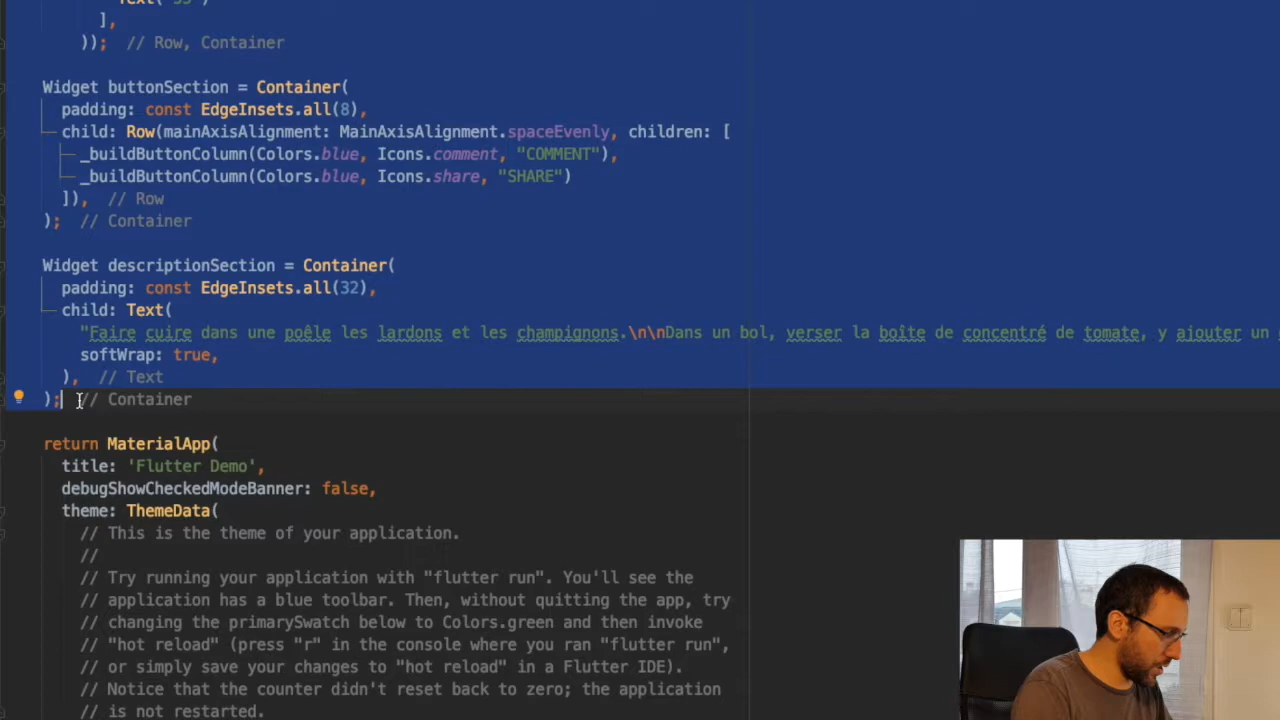 ],
));  // Row, Container
Widget buttonSection = Container(
padding: const EdgeInsets.all(8),
child: Row(mainAxisAlignment: MainAxisAlignment.spaceEvenly, children: [
_buildButtonColumn(Colors.blue, Icons.comment, "COMMENT"),
_buildButtonColumn(Colors.blue, Icons.share, "SHARE")
]),  // Row
);  // Container
Widget descriptionSection = Container(
padding: const EdgeInsets.all(32),
child: Text(
"Faire cuire dans une poêle les lardons et les champignons.\n\nDans un bol, verser la boîte de concentré de tomate, y ajouter un
softWrap: true,
),  // Text
);  // Container
return MaterialApp(
title: 'Flutter Demo',
debugShowCheckedModeBanner: false,
theme: ThemeData(
// This is the theme of your application.
//
// Try running your application with "flutter run". You'll see the
// application has a blue toolbar. Then, without quitting the app, try
// changing the primarySwatch below to Colors.green and then invoke
// "hot reload" (press "r" in the console where you ran "flutter run",
// or simply save your changes to "hot reload" in a Flutter IDE).
// Notice that the counter didn't reset back to zero; the application
// is not restarted.